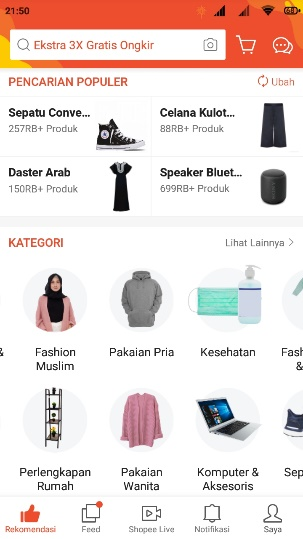 21:50
Ekstra 3X Gratis Ongkir
PENCARIAN POPULER
Ubah
Sepatu Conve...
257RB+ Produk
Celana Kulot...
88RB+ Produk
Daster Arab
150RB+ Produk
Speaker Bluet...
699RB+ Produk
KATEGORI
Lihat Lainnya
&
Fashion
Muslim
Pakaian Pria
Kesehatan
Fash
&
Perlengkapan
Rumah
Pakaian
Wanita
Komputer &
Aksesoris
Sep
Rekomendasi
Feed
Shopee Live
Notifikasi
Saya